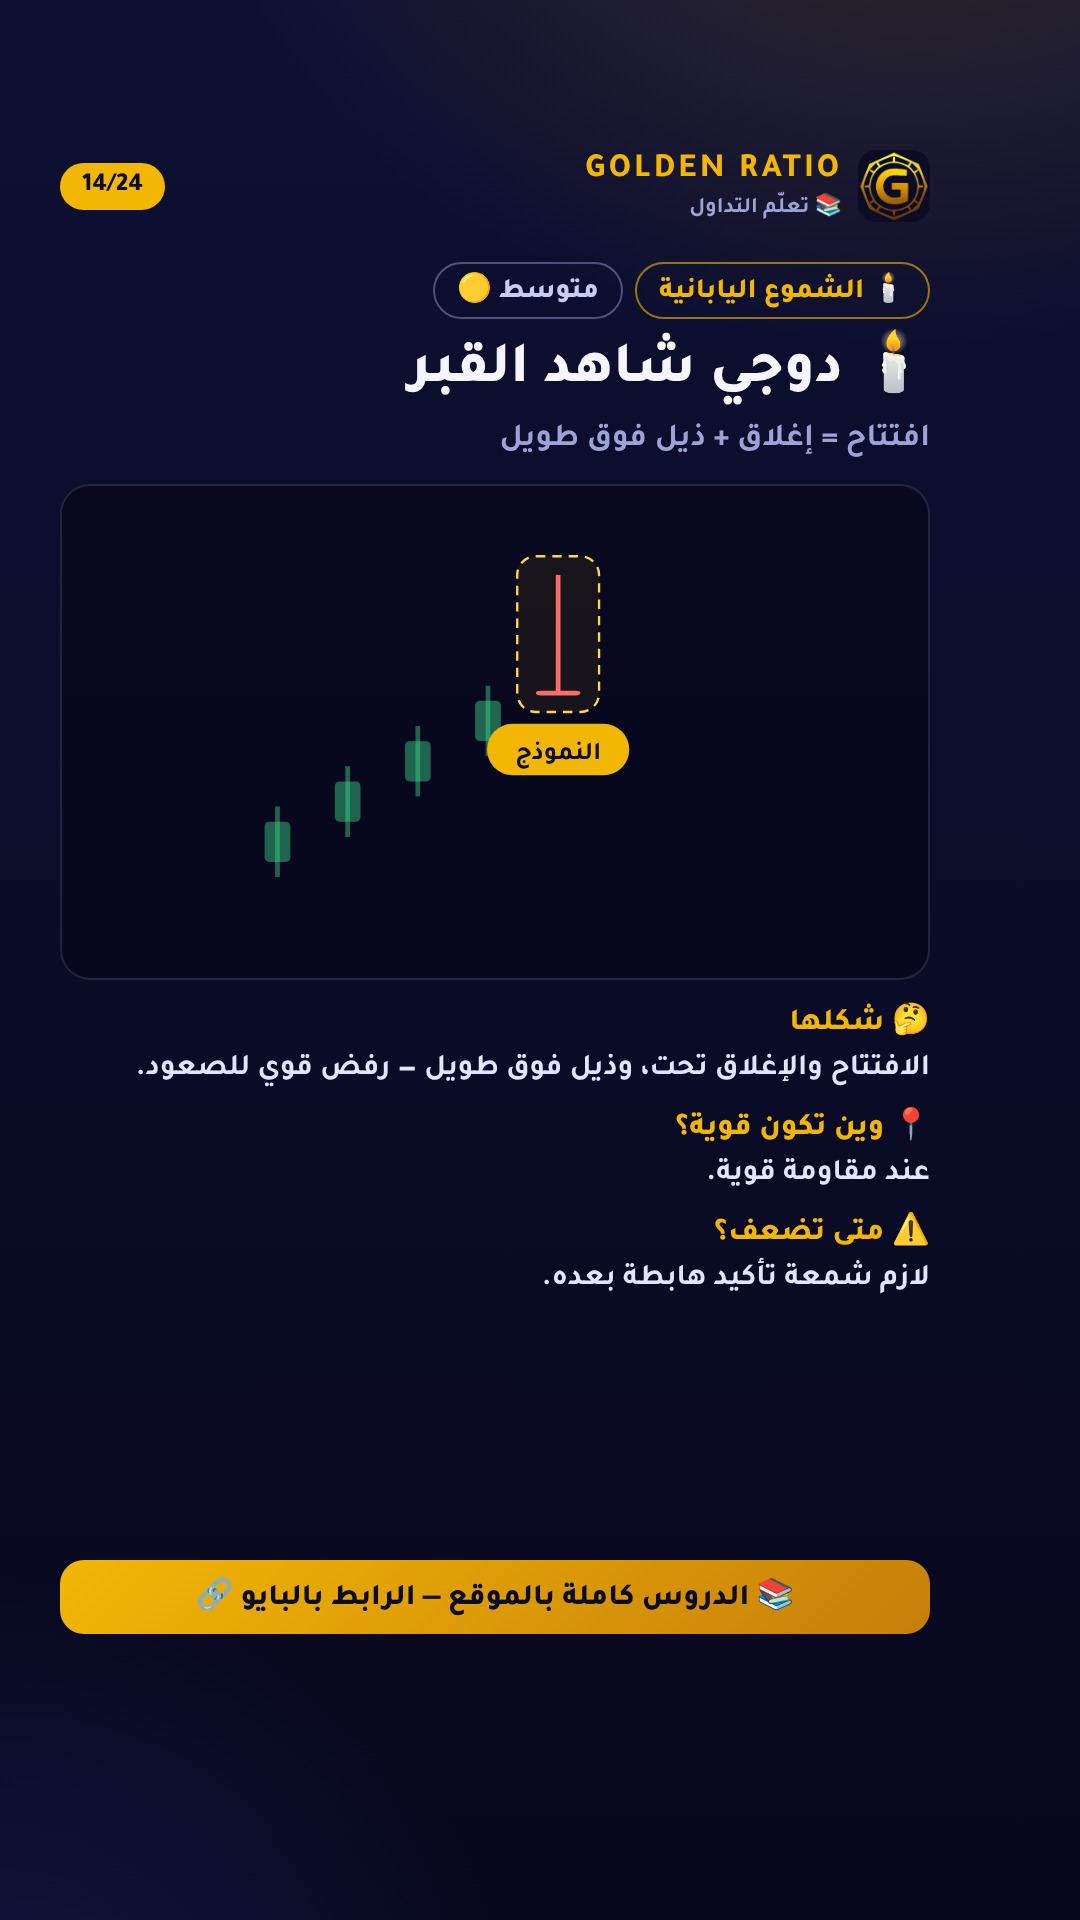 GOLDEN RATIO
📚 تعلّم التداول
14/24
🕯️ الشموع اليابانية
متوسط 🟡
🕯️ دوجي شاهد القبر
افتتاح = إغلاق + ذيل فوق طويل
النموذج
🤔 شكلها
الافتتاح والإغلاق تحت، وذيل فوق طويل — رفض قوي للصعود.
📍 وين تكون قوية؟
عند مقاومة قوية.
⚠️ متى تضعف؟
لازم شمعة تأكيد هابطة بعده.
📚 الدروس كاملة بالموقع — الرابط بالبايو 🔗